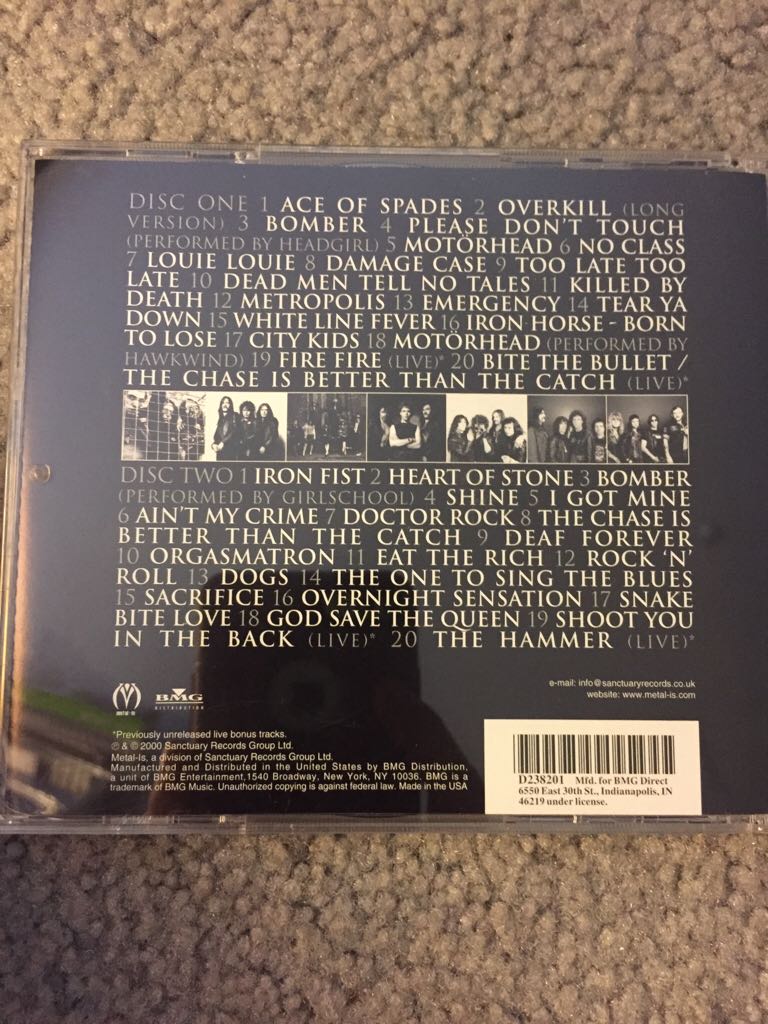 DISC ONE 1 ACE OF SPADES 2 OVERKILL (LONG
VERSION) 3 BOMBER 4 PLEASE DON'T TOUCH
(PERFORMED BY HEADGIRL) 5 MOTÖRHEAD 6 NO CLASS
7 LOUIE LOUIE 8 DAMAGE CASE 9 TOO LATE TOO
LATE 10 DEAD MEN TELL NO TALES 11 KILLED BY
DEATH 12 METROPOLIS 13 EMERGENCY 14 TEAR YA
DOWN 15 WHITE LINE FEVER 16 IRON HORSE - BORN
TO LOSE 17 CITY KIDS 18 MOTÖRHEAD (PERFORMED BY
HAWKWIND) 19 FIRE FIRE (LIVE)* 20 BITE THE BULLET /
THE CHASE IS BETTER THAN THE CATCH (LIVE)*
DISC TWO 1 IRON FIST 2 HEART OF STONE 3 BOMBER
(PERFORMED BY GIRLSCHOOL) 4 SHINE 5 I GOT MINE
6 AIN'T MY CRIME 7 DOCTOR ROCK 8 THE CHASE IS
BETTER THAN THE CATCH 9 DEAF FOREVER
10 ORGASMATRON 11 EAT THE RICH 12 ROCK 'N'
ROLL 13 DOGS 14 THE ONE TO SING THE BLUES
15 SACRIFICE 16 OVERNIGHT SENSATION 17 SNAKE
BITE LOVE 18 GOD SAVE THE QUEEN 19 SHOOT YOU
IN THE BACK (LIVE)* 20 THE HAMMER (LIVE)*
e-mail: info@sanctuaryrecords.co.uk
website: www.metal-is.com
metal-is
BMG
DISTRIBUTION
*Previously unreleased live bonus tracks.
℗ & © 2000 Sanctuary Records Group Ltd.
Metal-Is, a division of Sanctuary Records Group Ltd.
Manufactured and Distributed in the United States by BMG Distribution,
a unit of BMG Entertainment,1540 Broadway, New York, NY 10036. BMG is a
trademark of BMG Music. Unauthorized copying is against federal law. Made in the USA
D238201 Mfd. for BMG Direct
6550 East 30th St., Indianapolis, IN
46219 under license.